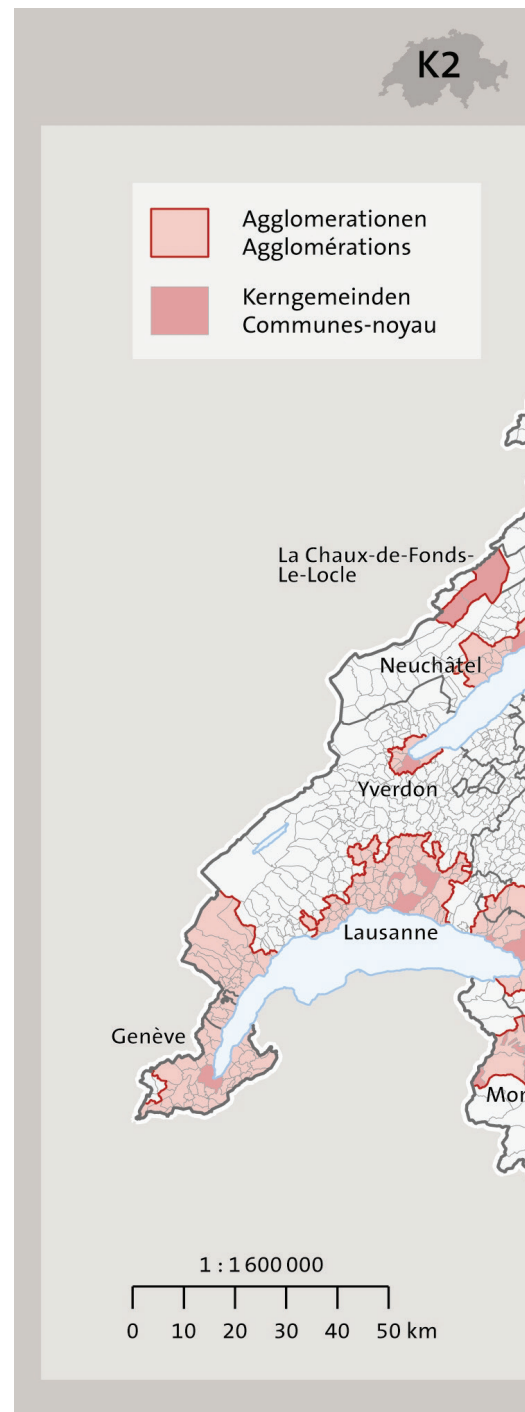 K2
Agglomerationen
Agglomérations
Kerngemeinden
Communes-noyau
La Chaux-de-Fonds-
Le-Locle
Neuchâtel
Yverdon
Lausanne
Genève
Mon
1 : 1 600 000
0 10 20 30 40 50 km